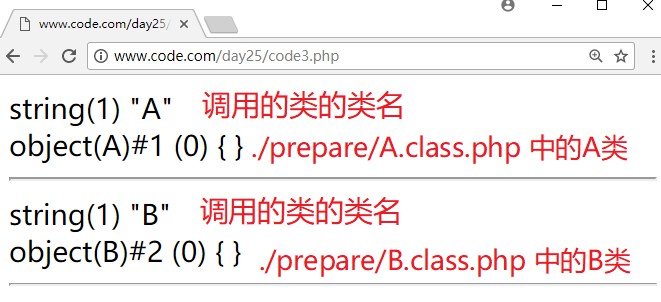 www.code.com/day25/
www.code.com/day25/code3.php
string(1) "A" 调用的类的类名
object(A)#1 (0) { } ./prepare/A.class.php 中的A类
string(1) "B" 调用的类的类名
object(B)#2 (0) { } ./prepare/B.class.php 中的B类